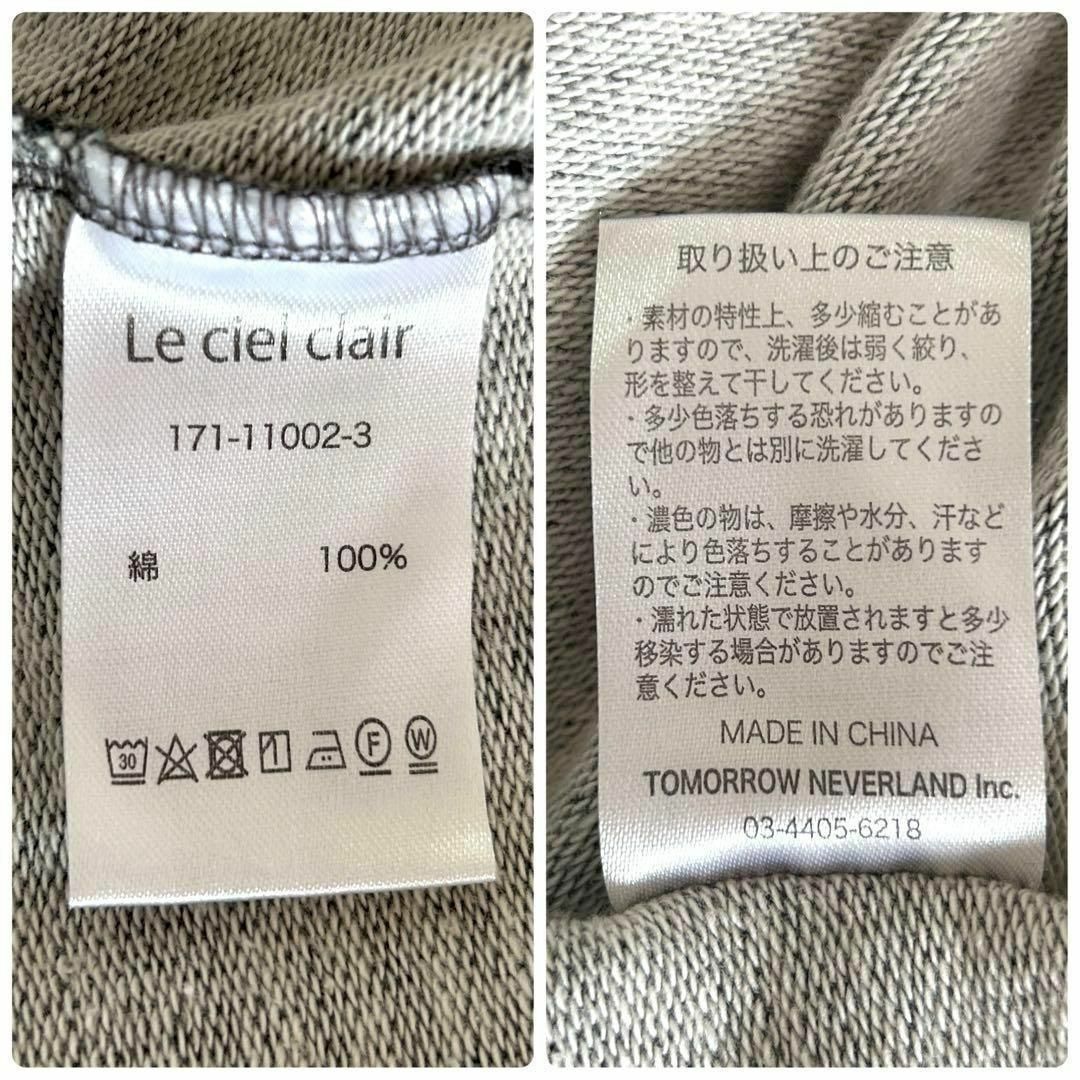 Le ciel clair
171-11002-3
綿 100%
30
F W
取り扱い上のご注意
・素材の特性上、多少縮むことがあ
りますので、洗濯後は弱く絞り、
形を整えて干してください。
・多少色落ちする恐れがありますの
で他の物とは別に洗濯してくださ
い。
・濃色の物は、摩擦や水分、汗など
により色落ちすることがあります
のでご注意ください。
・濡れた状態で放置されますと多少
移染する場合がありますのでご注
意ください。
MADE IN CHINA
TOMORROW NEVERLAND Inc.
03-4405-6218